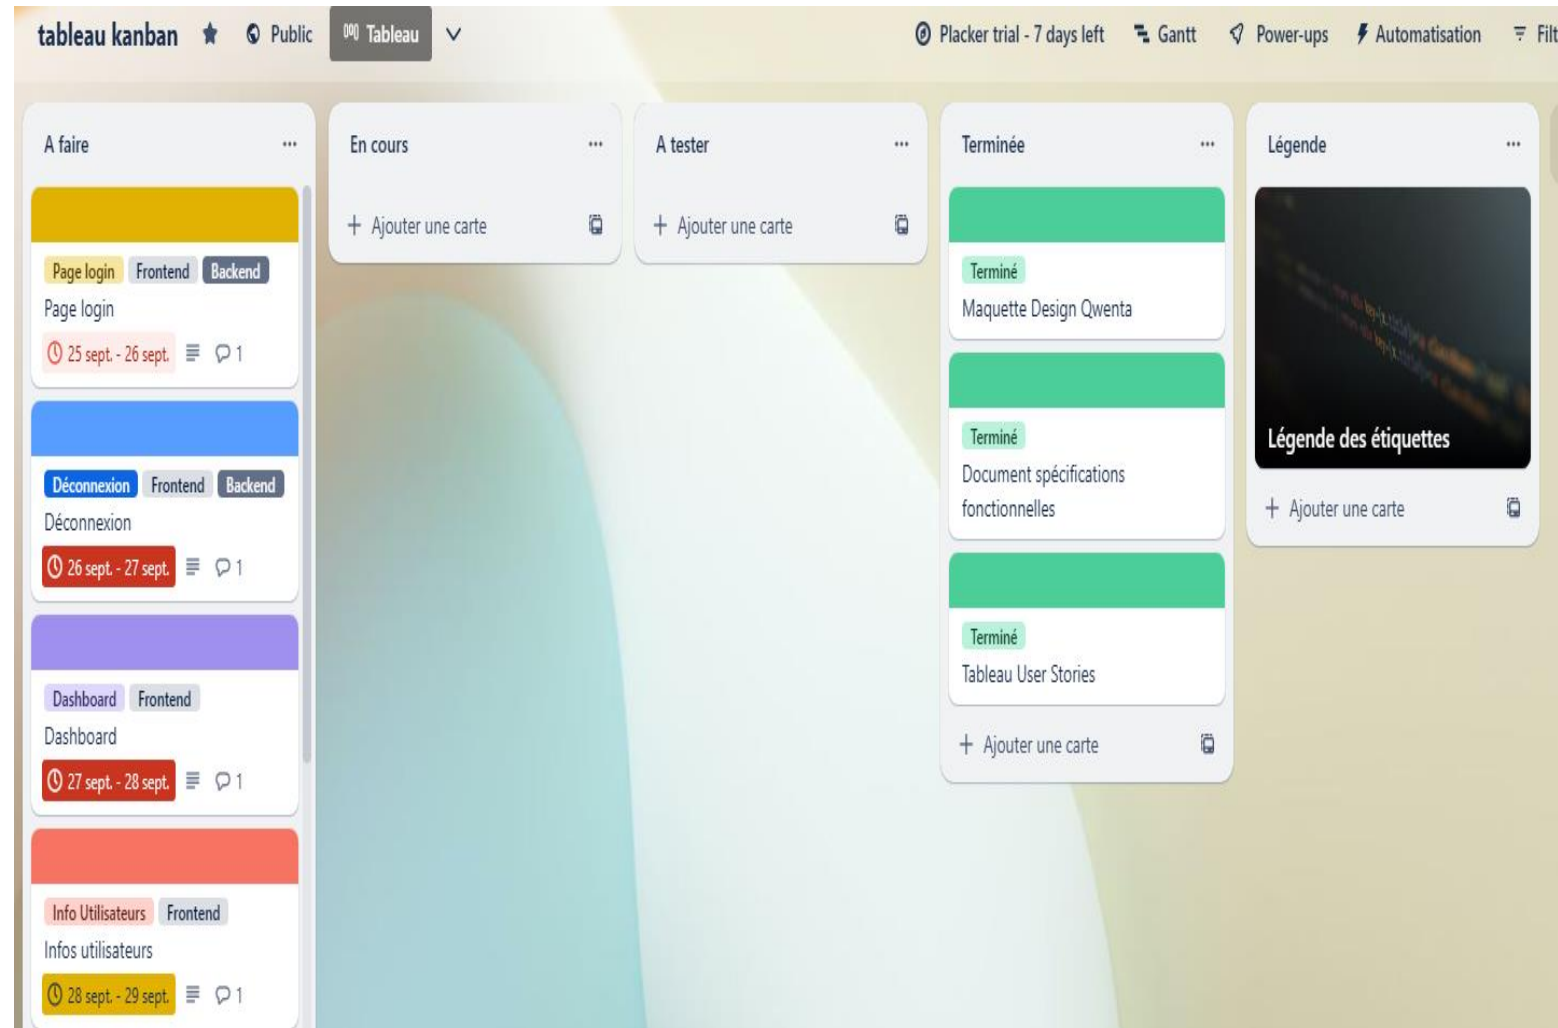 tableau kanban Public Tableau Placker trial - 7 days left Gantt Power-ups Automatisation Filt
A faire
Page login Frontend Backend
Page login
25 sept. - 26 sept. 1
Déconnexion Frontend Backend
Déconnexion
26 sept. - 27 sept. 1
Dashboard Frontend
Dashboard
27 sept. - 28 sept. 1
Info Utilisateurs Frontend
Infos utilisateurs
28 sept. - 29 sept. 1
En cours
+ Ajouter une carte
A tester
+ Ajouter une carte
Terminée
Terminé
Maquette Design Qwenta
Terminé
Document spécifications
fonctionnelles
Terminé
Tableau User Stories
+ Ajouter une carte
Légende
Légende des étiquettes
+ Ajouter une carte